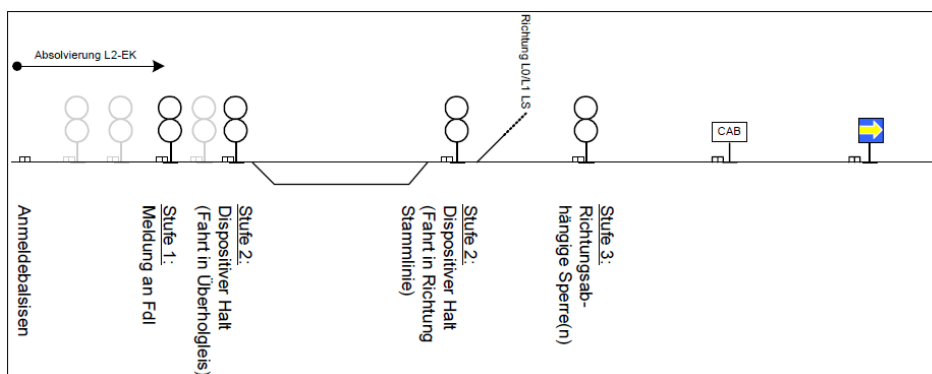 Absolvierung L2-EK
Richtung L0/L1 LS
CAB
Anmeldebalsisen
Stufe 1:
Meldung an Fdl
Stufe 2:
Dispositiver Halt
(Fahrt in Überholgleis)
Stufe 2:
Dispositiver Halt
(Fahrt in Richtung
Stammlinie)
Stufe 3:
Richtungsab-
hängige Sperre(n)